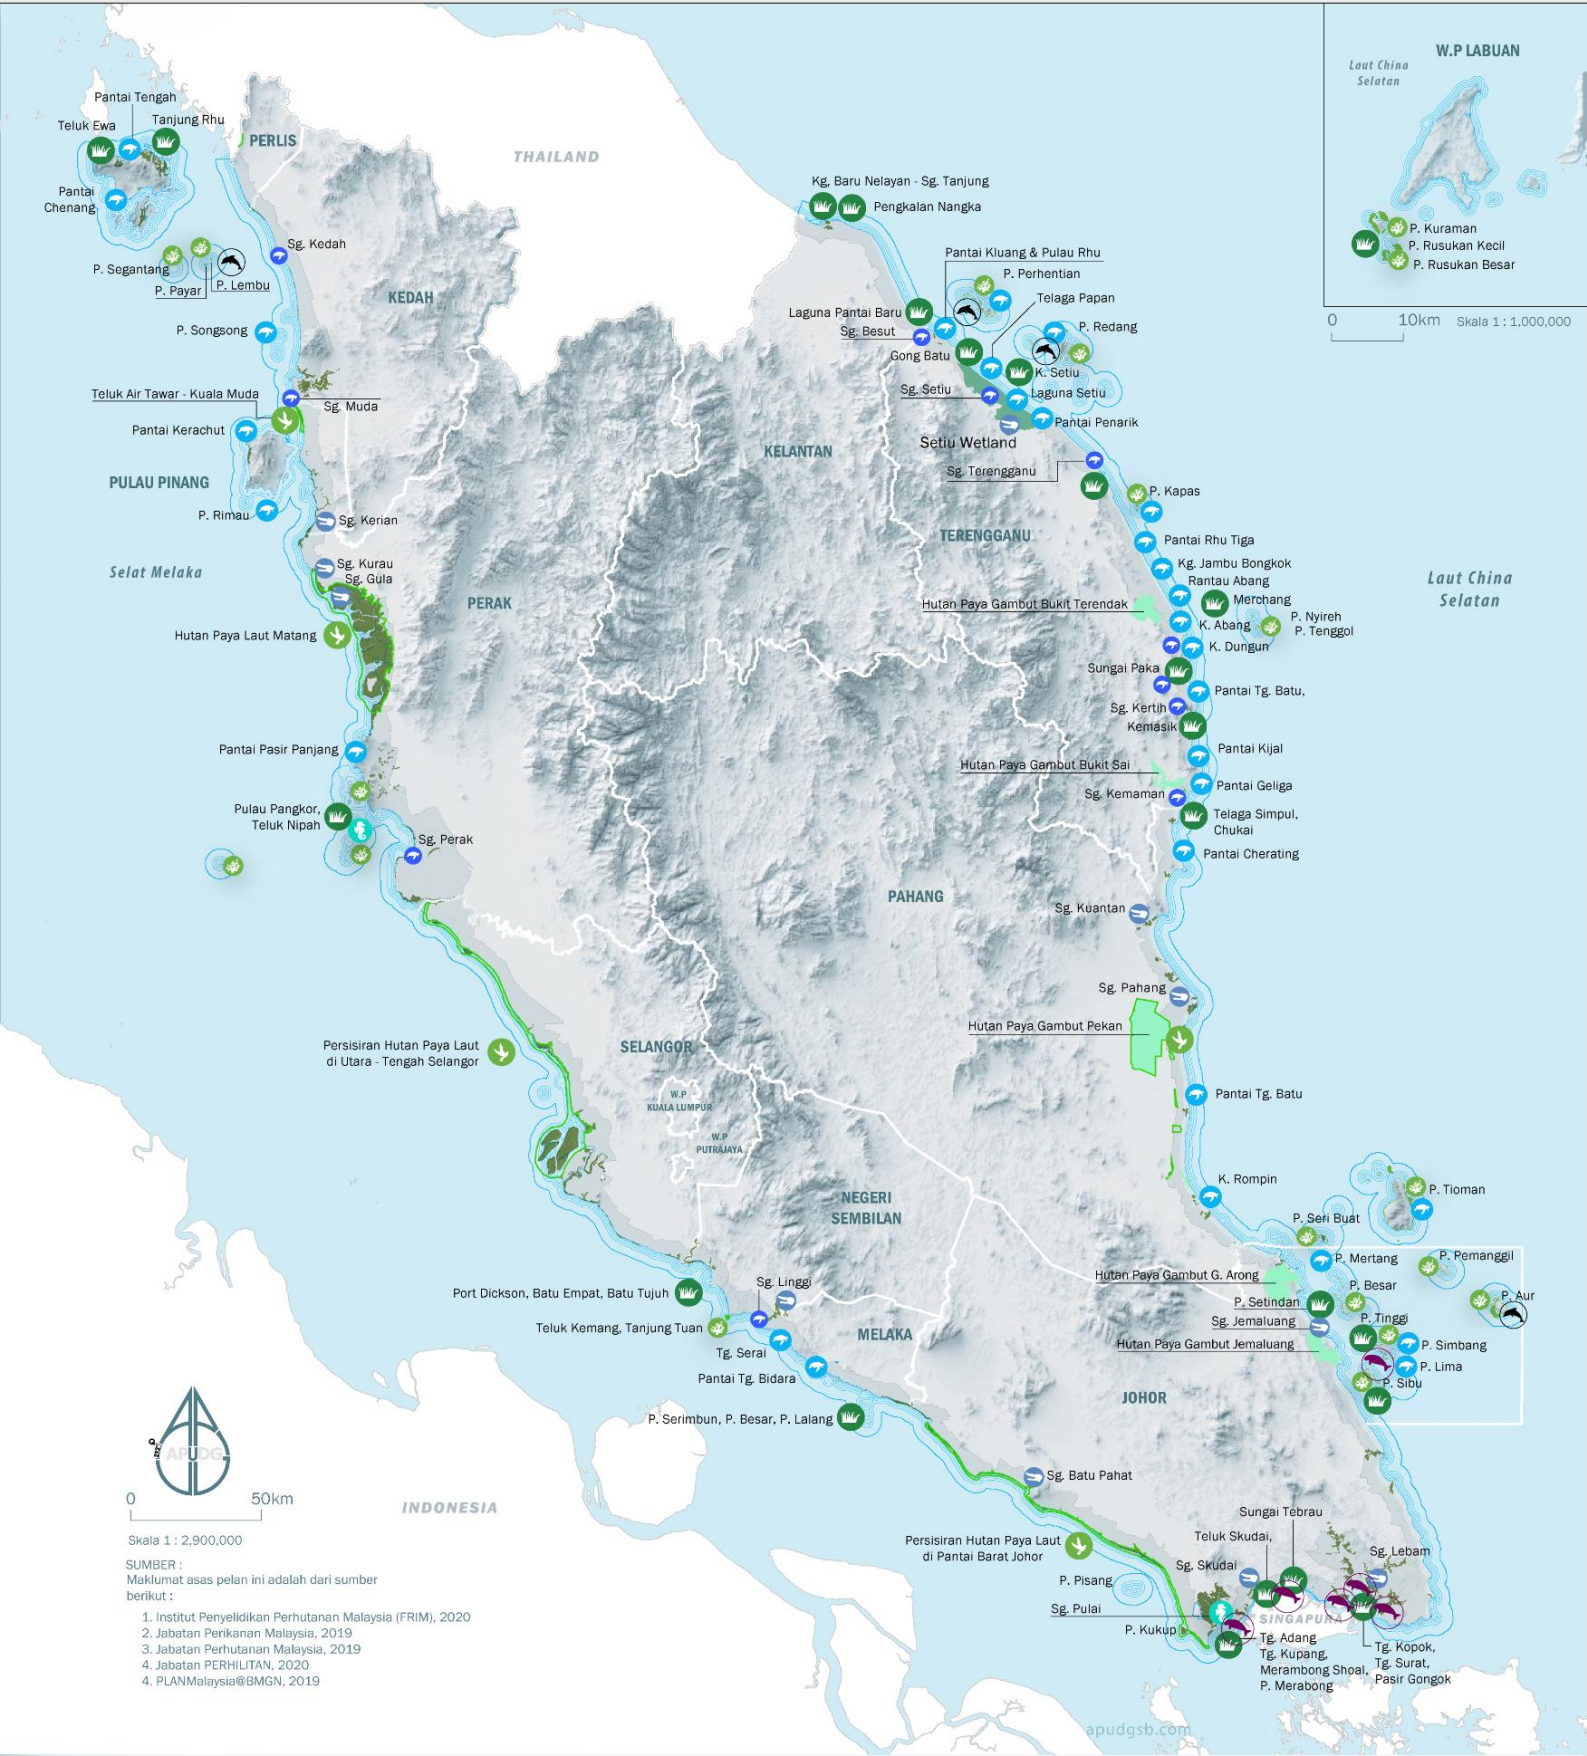 W.P LABUAN
Laut China
Selatan
P. Kuraman
P. Rusukan Kecil
P. Rusukan Besar
0
10km
Skala 1 : 1,000,000
Pantai Tengah
Teluk Ewa
Tanjung Rhu
Pantai
Chenang
PERLIS
THAILAND
P. Segantang
P. Payar
P. Lembu
Sg. Kedah
KEDAH
P. Songsong
Teluk Air Tawar - Kuala Muda
Sg. Muda
Pantai Kerachut
PULAU PINANG
P. Rimau
Sg. Kerian
Selat Melaka
Sg. Kurau
Sg. Gula
PERAK
Hutan Paya Laut Matang
Pantai Pasir Panjang
Pulau Pangkor,
Teluk Nipah
Sg. Perak
Kg, Baru Nelayan - Sg. Tanjung
Pengkalan Nangka
Pantai Kluang & Pulau Rhu
P. Perhentian
Telaga Papan
Laguna Pantai Baru
Sg. Besut
P. Redang
Gong Batu
K. Setiu
Sg. Setiu
Laguna Setiu
Pantai Penarik
Setiu Wetland
KELANTAN
Sg. Terengganu
P. Kapas
TERENGGANU
Pantai Rhu Tiga
Kg. Jambu Bongkok
Rantau Abang
Merchang
Hutan Paya Gambut Bukit Terendak
K. Abang
P. Nyireh
P. Tenggol
K. Dungun
Laut China
Selatan
Sungai Paka
Pantai Tg. Batu,
Sg. Kertih
Kemasik
Pantai Kijal
Hutan Paya Gambut Bukit Sai
Pantai Geliga
Sg. Kemaman
Telaga Simpul,
Chukai
Pantai Cherating
PAHANG
Sg. Kuantan
Sg. Pahang
Hutan Paya Gambut Pekan
Persisiran Hutan Paya Laut
di Utara - Tengah Selangor
SELANGOR
W.P
KUALA LUMPUR
W.P
PUTRAJAYA
Pantai Tg. Batu
NEGERI
SEMBILAN
K. Rompin
P. Tioman
P. Seri Buat
P. Mertang
P. Pemanggil
Hutan Paya Gambut G. Arong
P. Besar
P. Aur
P. Setindan
P. Tinggi
Sg. Jemaluang
P. Simbang
Hutan Paya Gambut Jemaluang
P. Lima
P. Sibu
Port Dickson, Batu Empat, Batu Tujuh
Sg. Linggi
Teluk Kemang, Tanjung Tuan
MELAKA
Tg. Serai
Pantai Tg. Bidara
P. Serimbun, P. Besar, P. Lalang
JOHOR
Sg. Batu Pahat
INDONESIA
Sungai Tebrau
Teluk Skudai,
Persisiran Hutan Paya Laut
di Pantai Barat Johor
Sg. Skudai
Sg. Lebam
P. Pisang
Sg. Pulai
SINGAPURA
P. Kukup
Tg. Adang
Tg. Kupang,
Merambong Shoal,
P. Merabong
Tg. Kopok,
Tg. Surat,
Pasir Gongok
APUDG
0
50km
Skala 1 : 2,900,000
SUMBER :
Maklumat asas pelan ini adalah dari sumber
berikut :
1. Institut Penyelidikan Perhutanan Malaysia (FRIM), 2020
2. Jabatan Perikanan Malaysia, 2019
3. Jabatan Perhutanan Malaysia, 2019
4. Jabatan PERHILITAN, 2020
4. PLANMalaysia@BMGN, 2019
apudgsb.com